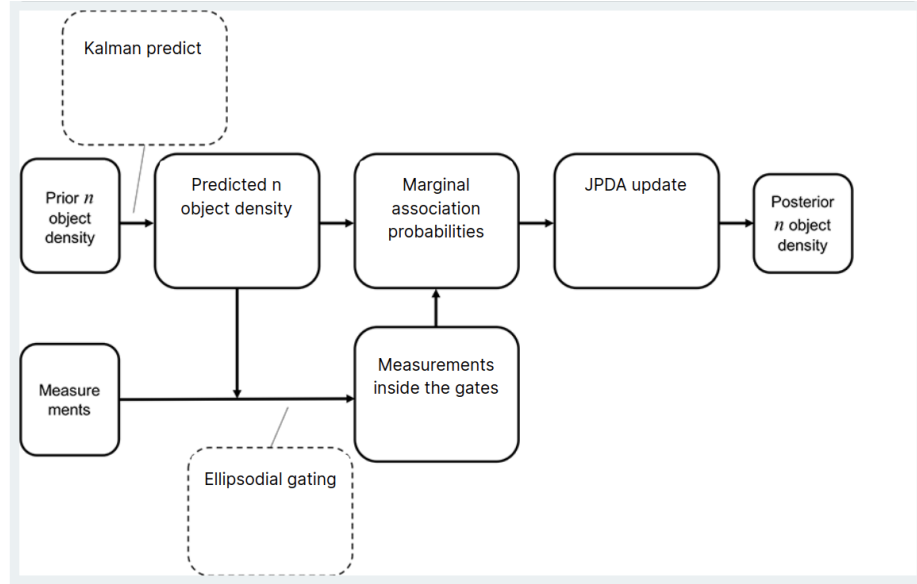 Kalman predict
Prior n
object
density
Predicted n
object density
Marginal
association
probabilities
JPDA update
Posterior
n object
density
Measure
ments
Measurements
inside the gates
Ellipsodial gating